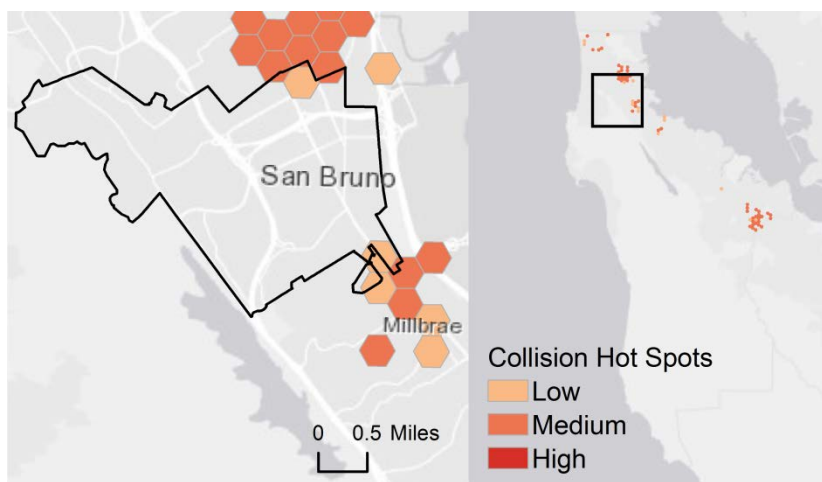 San Bruno
Millbrae
0 0.5 Miles
Collision Hot Spots
Low
Medium
High